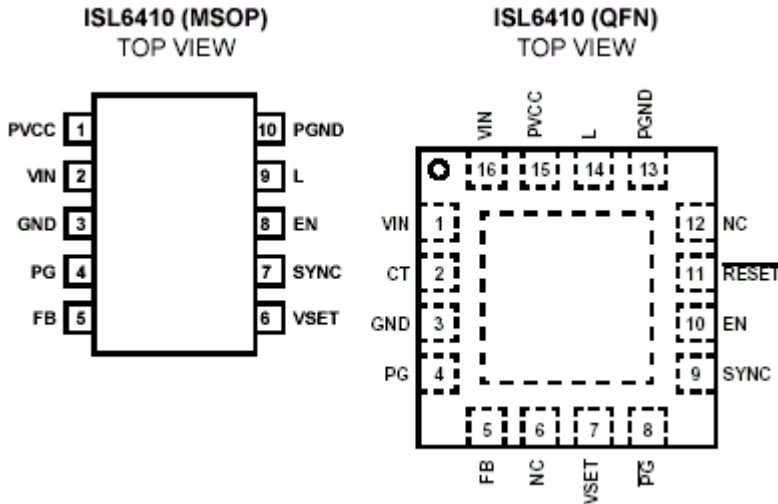 ISL6410 (MSOP)
TOP VIEW
PVCC 1
10 PGND
VIN 2
9 L
GND 3
8 EN
PG 4
7 SYNC
FB 5
6 VSET
ISL6410 (QFN)
TOP VIEW
VIN
PVCC
L
PGND
16 15 14 13
VIN 1
12 NC
CT 2
11 RESET
GND 3
10 EN
PG 4
9 SYNC
5 6 7 8
FB
NC
VSET
PG